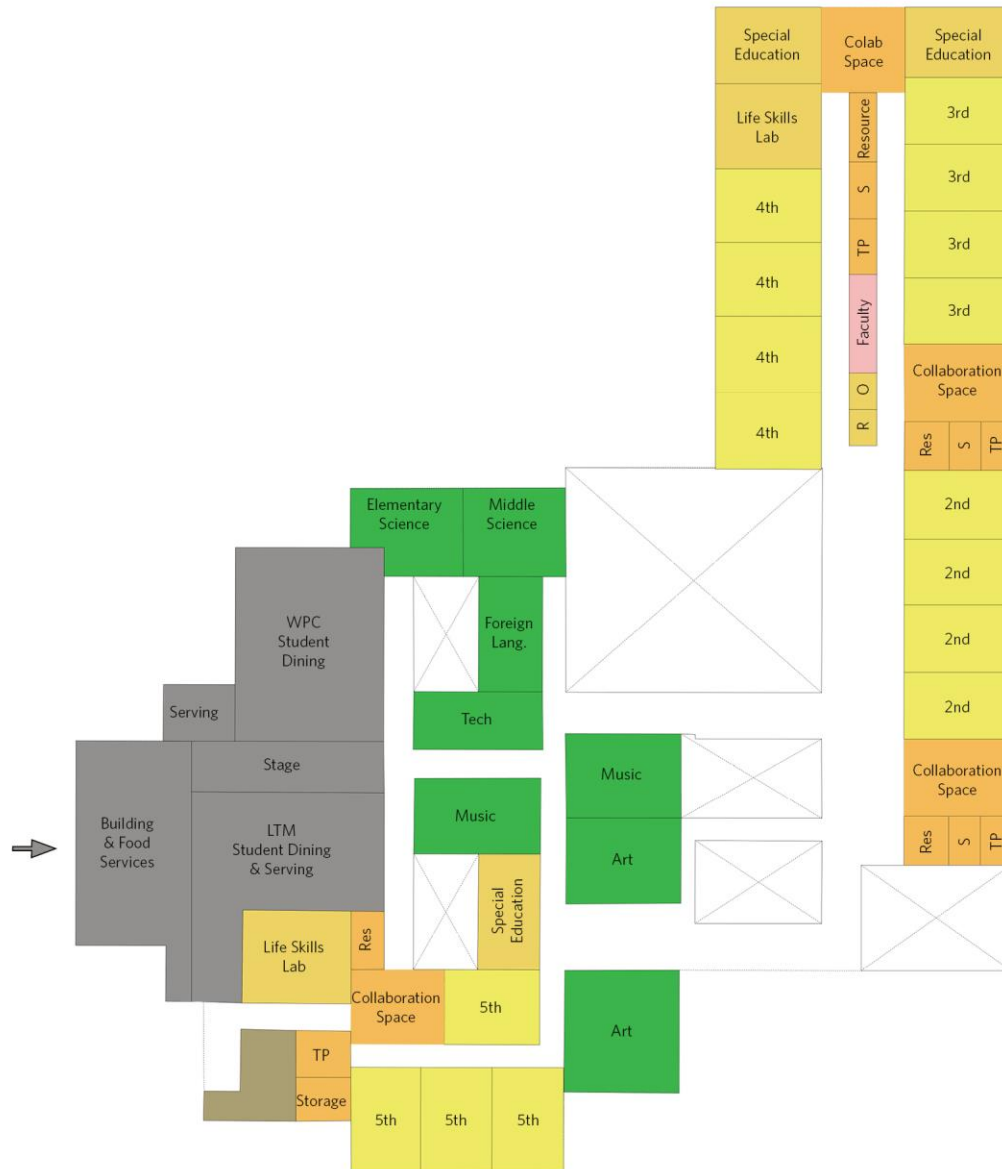 Special
Education
Colab
Space
Special
Education
Life Skills
Lab
Resource
3rd
3rd
S
4th
3rd
TP
4th
3rd
Faculty
4th
Collaboration
Space
O
R
4th
Res
S
TP
Elementary
Science
Middle
Science
2nd
2nd
WPC
Student
Dining
Foreign
Lang.
2nd
Serving
Tech
2nd
Stage
Music
Collaboration
Space
Building
& Food
Services
LTM
Student Dining
& Serving
Music
Art
Res
S
TP
Life Skills
Lab
Res
Special
Education
Collaboration
Space
5th
Art
TP
Storage
5th
5th
5th